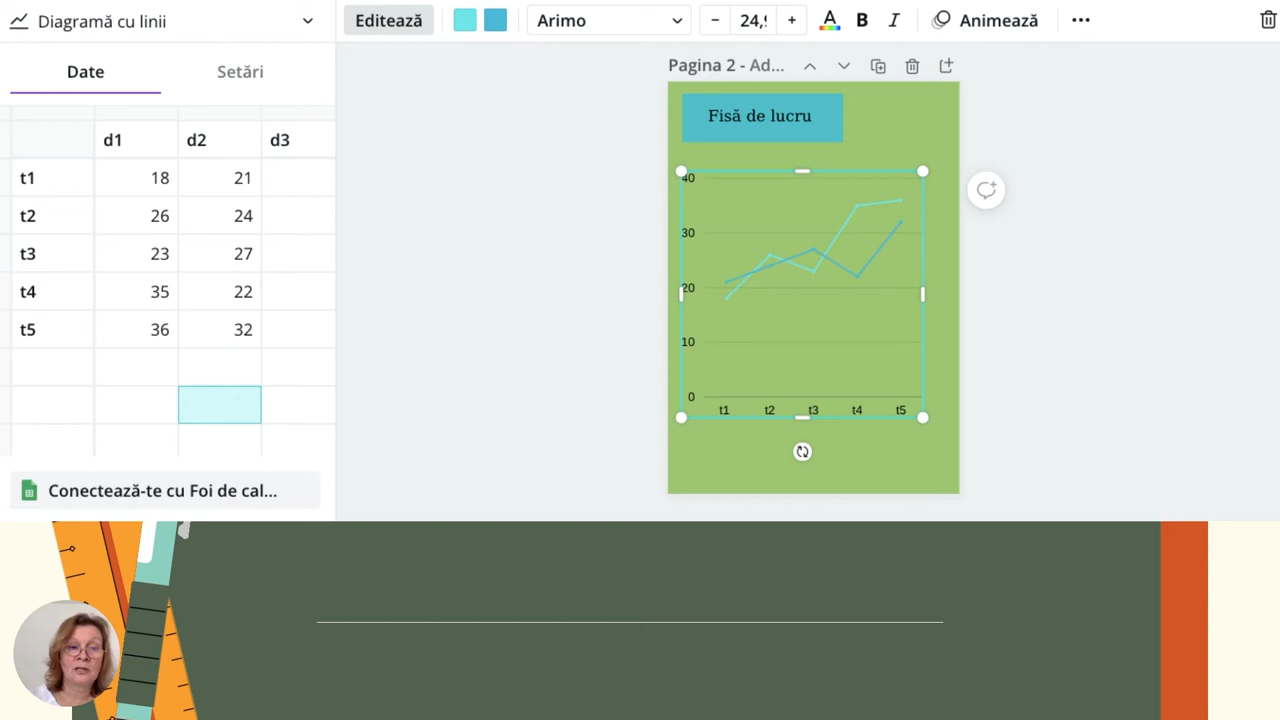 Diagramă cu linii
Editează
Arimo
24,
A
B
I
Animează
Date
Setări
Pagina 2 - Ad...
d1 d2 d3
t1 18 21
t2 26 24
t3 23 27
t4 35 22
t5 36 32
Conectează-te cu Foi de cal...
Fisă de lucru
40
30
20
10
0
t1 t2 t3 t4 t5